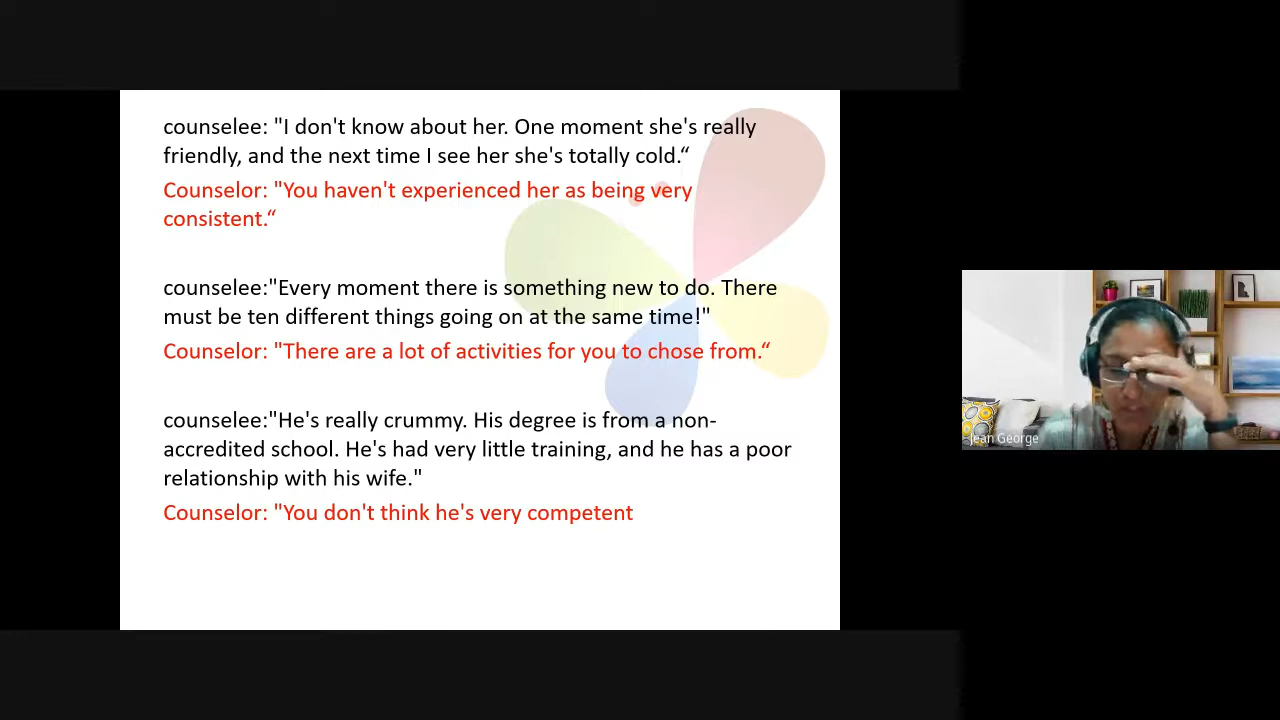 counselee: "I don't know about her. One moment she's really
friendly, and the next time I see her she's totally cold.“
Counselor: "You haven't experienced her as being very
consistent.“
counselee:"Every moment there is something new to do. There
must be ten different things going on at the same time!"
Counselor: "There are a lot of activities for you to chose from.“
counselee:"He's really crummy. His degree is from a non-
accredited school. He's had very little training, and he has a poor
relationship with his wife."
Counselor: "You don't think he's very competent
Jean George